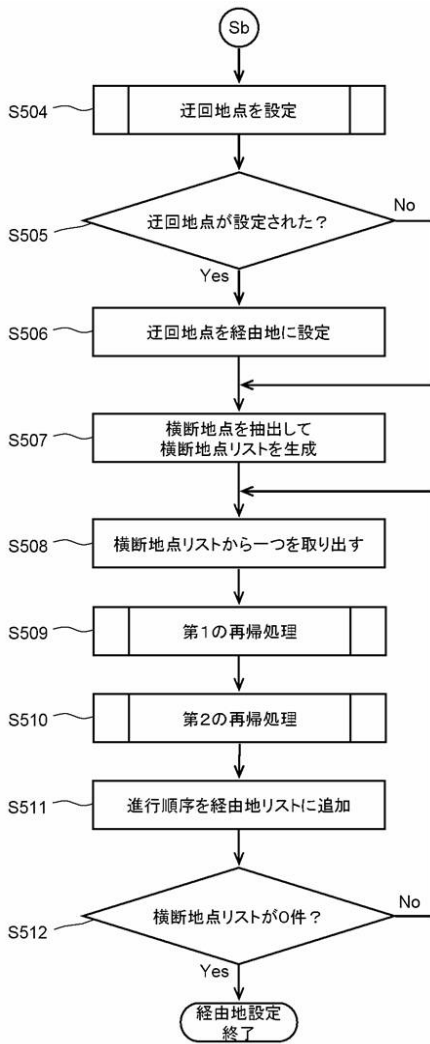 Sb
S504
迂回地点を設定
S505
迂回地点が設定された?
No
Yes
S506
迂回地点を経由地に設定
S507
横断地点を抽出して
横断地点リストを生成
S508
横断地点リストから一つを取り出す
S509
第1の再帰処理
S510
第2の再帰処理
S511
進行順序を経由地リストに追加
S512
横断地点リストが0件?
No
Yes
経由地設定
終了